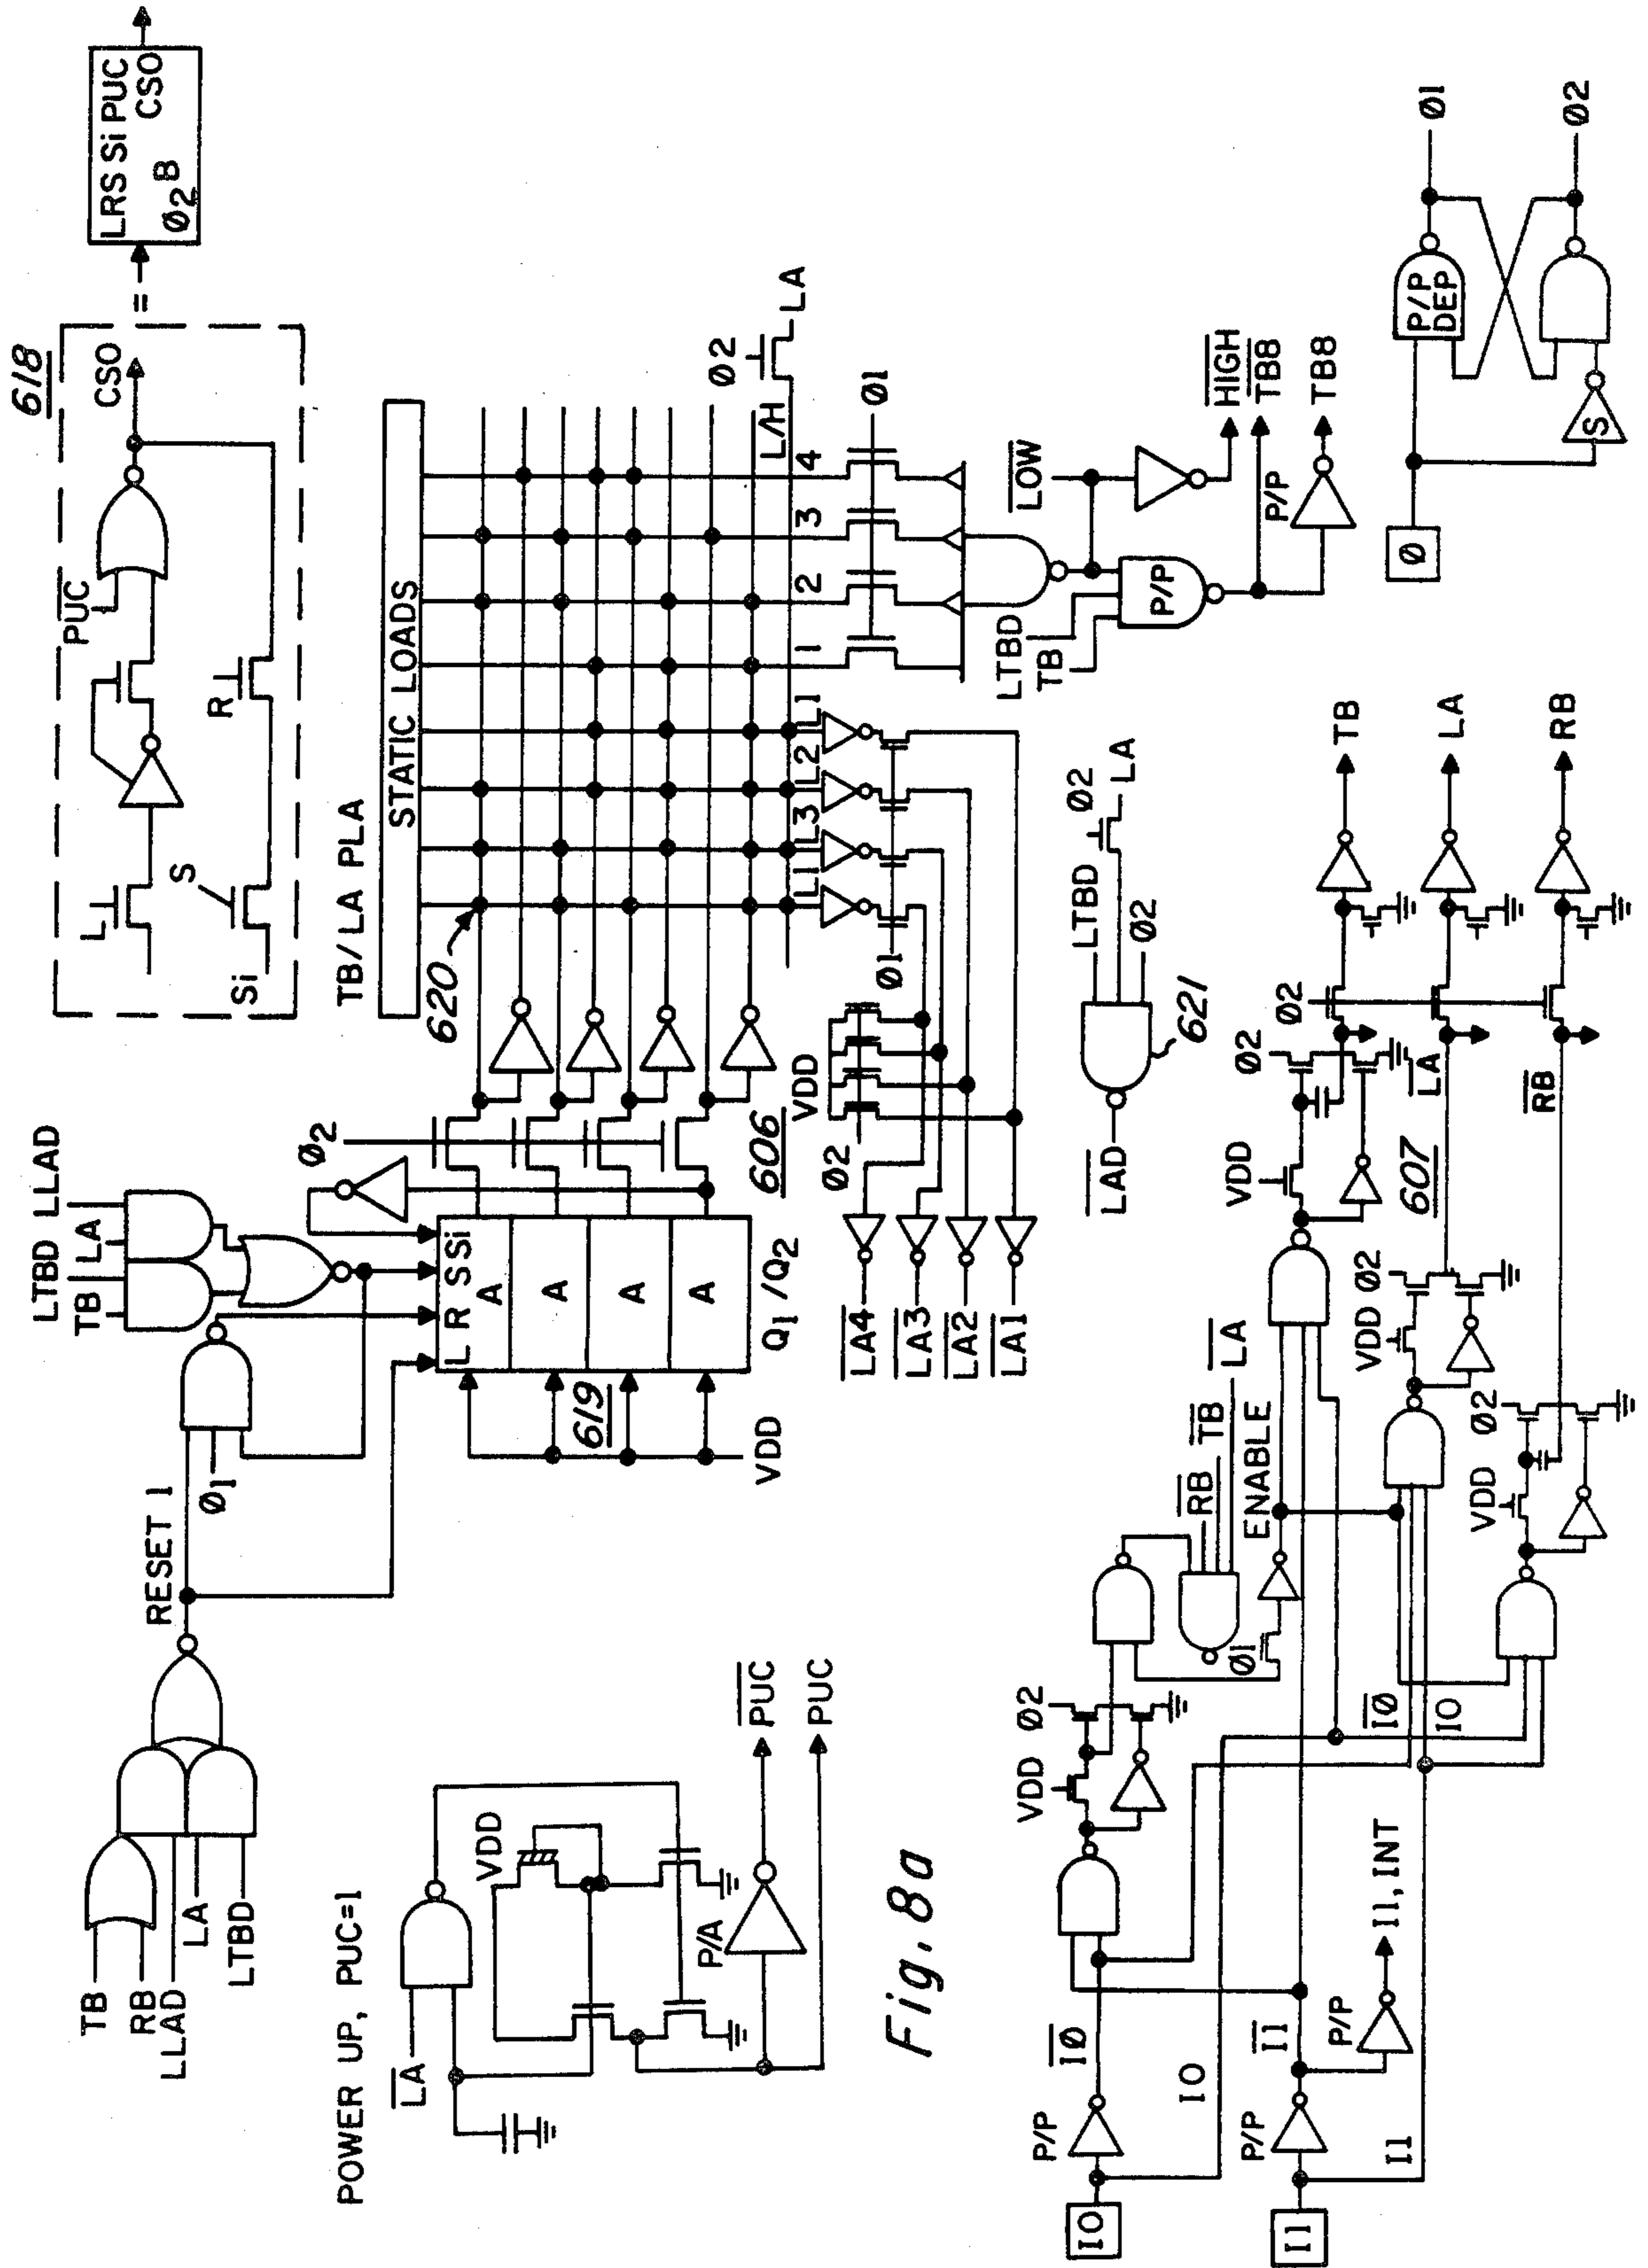 618
PUC
CSO
L
S
R
Si
=
LRS Si PUC
Ø2B CSO
TB
RB
LLAD
LA
LTBD
RESET 1
Ø1
LTBD LLAD
TB LA
L R S Si
A
A
A
A
Q1/Q2
619
VDD
Ø2
606
TB/LA PLA
STATIC LOADS
620
L1 L3 L2 L1
1 2 3 4
L/H
Ø2
LA
Ø1
Ø1
VDD
Ø2
LA4
LA3
LA2
LA1
LTBD
TB
LOW
P/P
HIGH
TB8
P/P
TB8
POWER UP, PUC=1
LA
VDD
P/A
PUC
PUC
LTBD
Ø2
LA
Ø2
621
LAD
Ø
P/P
DEP
S
Ø1
Ø2
Fig. 8a
IO
P/P
IØ
IO
I1
P/P
I1
I1
P/P
I1, INT
VDD
Ø2
RB
TB
LA
Ø1
ENABLE
IØ
IO
VDD
Ø2
Ø2
TB
607
VDD
Ø2
LA
LA
VDD
Ø2
RB
RB